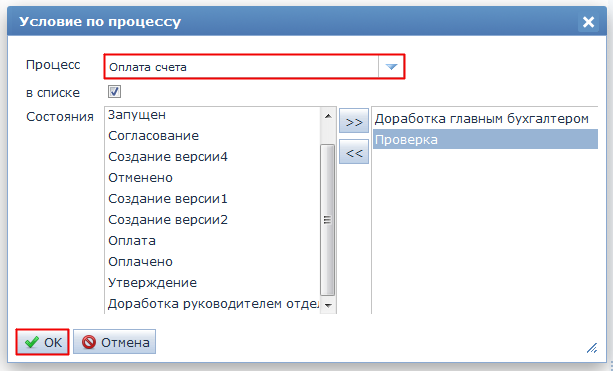 Условие по процессу
Процесс
Оплата счета
в списке
Состояния
Запущен
Согласование
Создание версии4
Отменено
Создание версии1
Создание версии2
Оплата
Оплачено
Утверждение
Доработка руководителем отдел
>>
<<
Доработка главным бухгалтером
Проверка
OK
Отмена